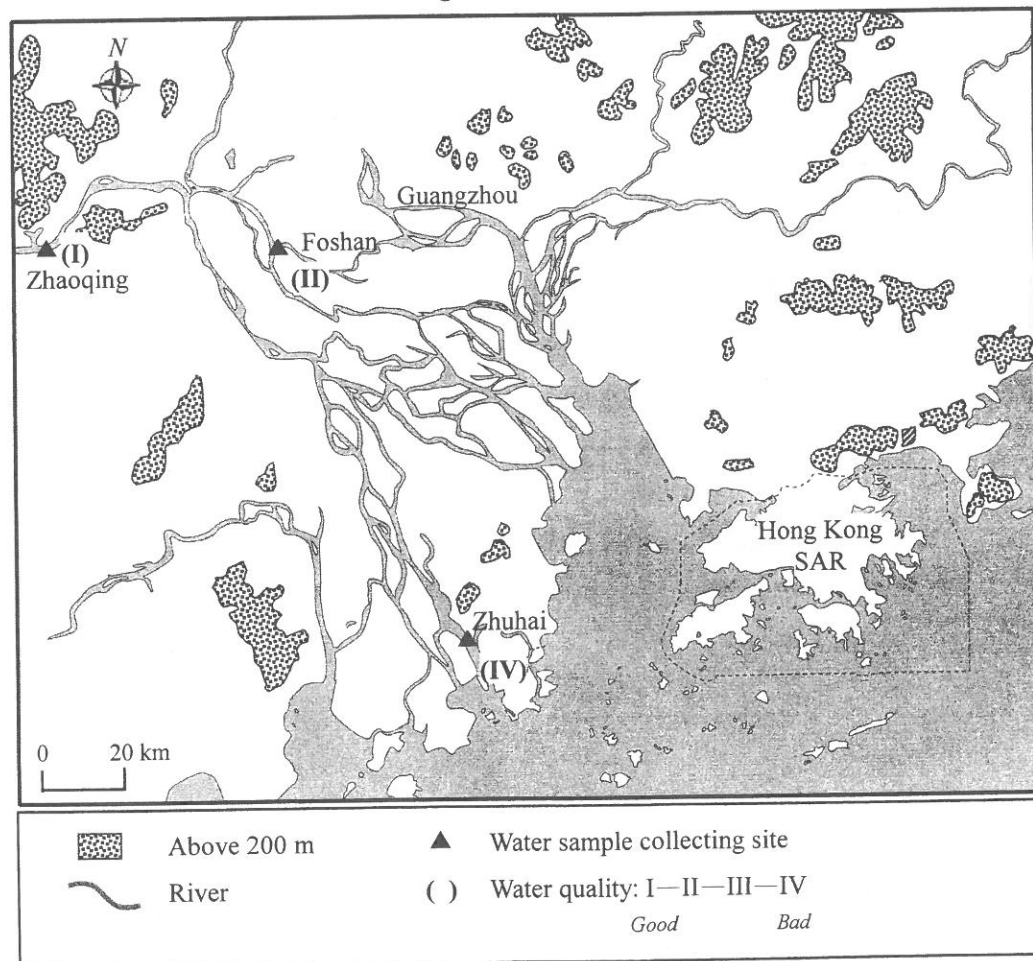 N
Guangzhou
Foshan
(II)
(I)
Zhaoqing
Hong Kong
SAR
Zhuhai
(IV)
0 20 km
Above 200 m
Water sample collecting site
River
( ) Water quality: I—II—III—IV
Good Bad